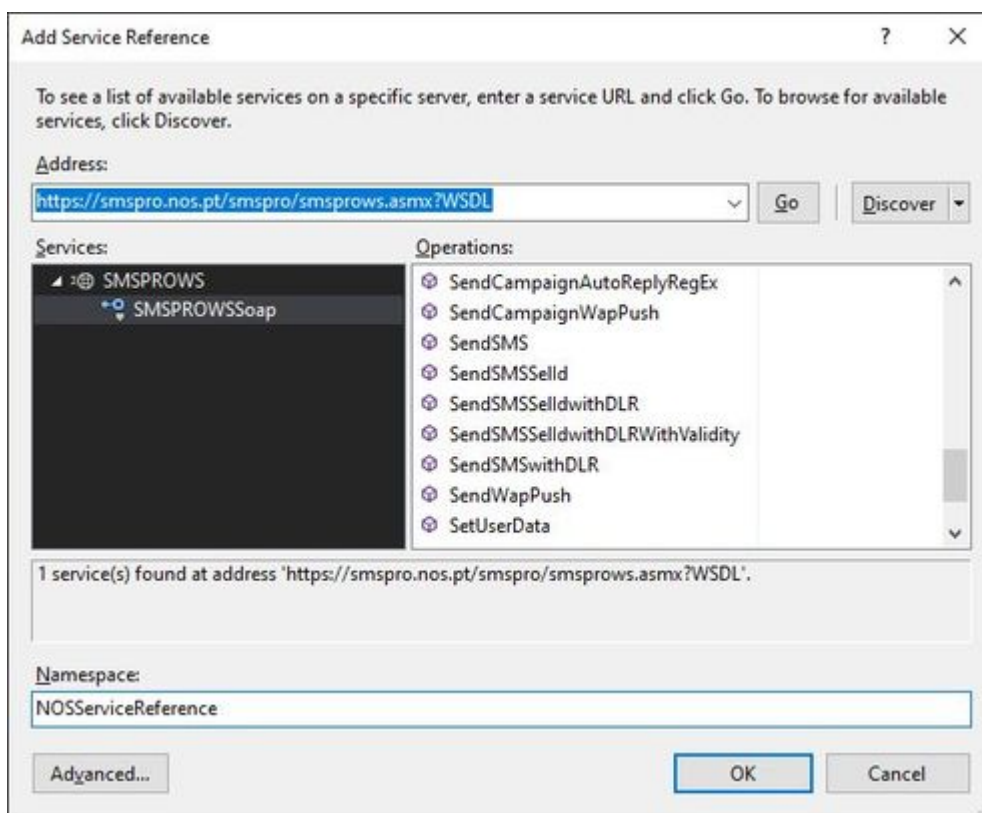 Add Service Reference
?
To see a list of available services on a specific server, enter a service URL and click Go. To browse for available
services, click Discover.
Address:
https://smspro.nos.pt/smspro/smsprows.asmx?WSDL
Go
Discover
Services:
Operations:
SMSPROWS
SMSPROWSSoap
SendCampaignAutoReplyRegEx
SendCampaignWapPush
SendSMS
SendSMSSelId
SendSMSSelIdwithDLR
SendSMSSelIdwithDLRWithValidity
SendSMSwithDLR
SendWapPush
SetUserData
1 service(s) found at address 'https://smspro.nos.pt/smspro/smsprows.asmx?WSDL'.
Namespace:
NOSServiceReference
Advanced...
OK
Cancel